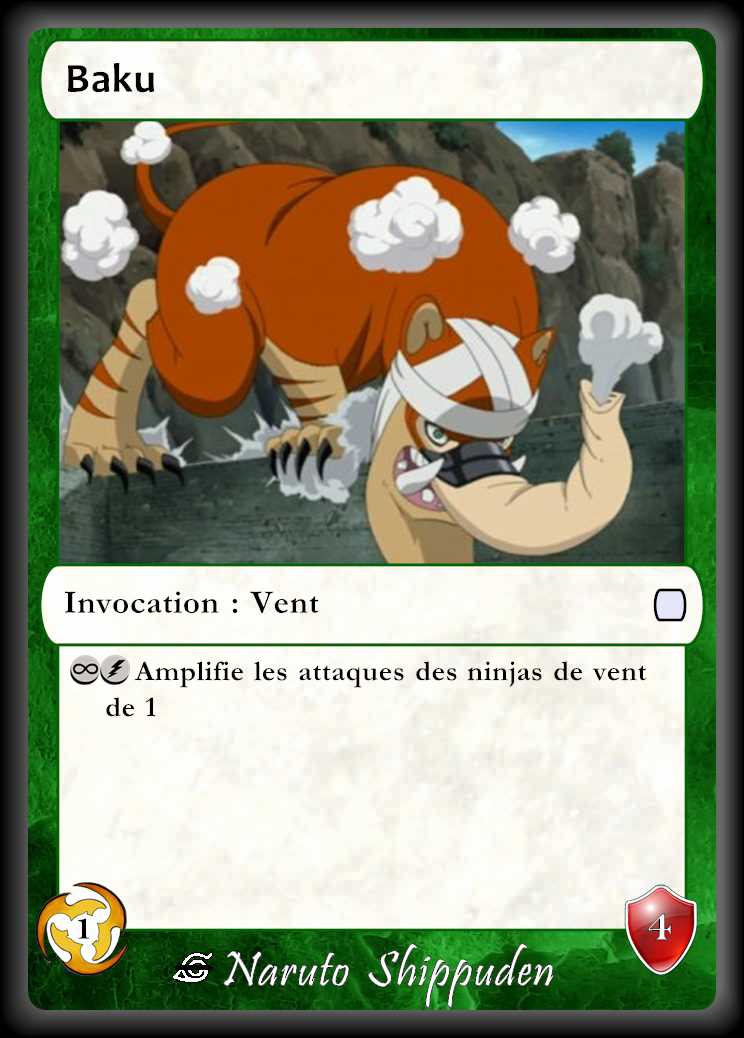 Baku
Invocation : Vent
Amplifie les attaques des ninjas de vent
de 1
1
4
Naruto Shippuden